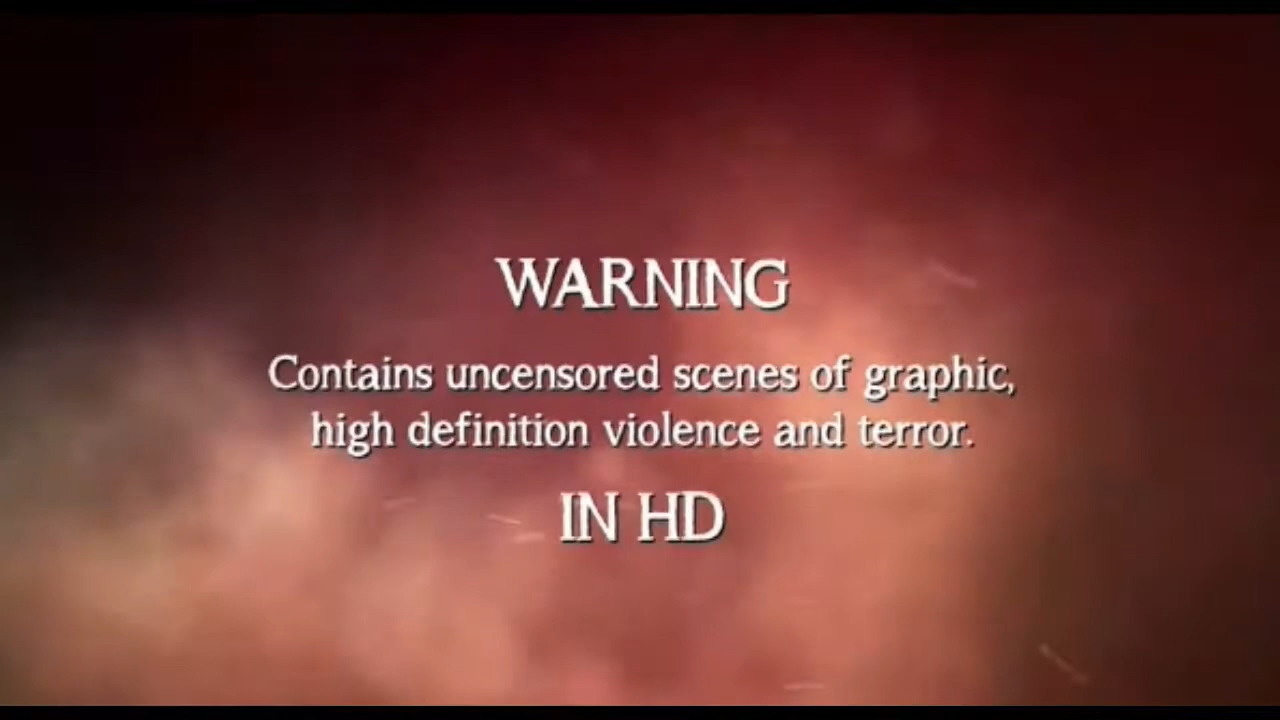 WARNING
Contains uncensored scenes of graphic,
high definition violence and terror.
IN HD